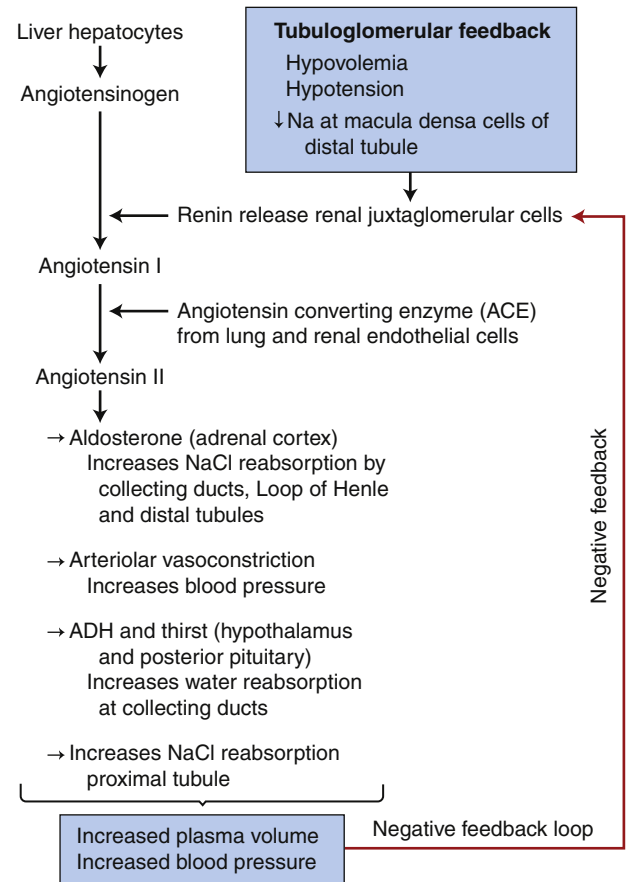 Liver hepatocytes
Angiotensinogen
Tubuloglomerular feedback
Hypovolemia
Hypotension
↓Na at macula densa cells of
distal tubule
Renin release renal juxtaglomerular cells
Angiotensin I
Angiotensin converting enzyme (ACE)
from lung and renal endothelial cells
Angiotensin II
→ Aldosterone (adrenal cortex)
Increases NaCl reabsorption by
collecting ducts, Loop of Henle
and distal tubules
→ Arteriolar vasoconstriction
Increases blood pressure
→ ADH and thirst (hypothalamus
and posterior pituitary)
Increases water reabsorption
at collecting ducts
→ Increases NaCl reabsorption
proximal tubule
Increased plasma volume
Increased blood pressure
Negative feedback loop
Negative feedback